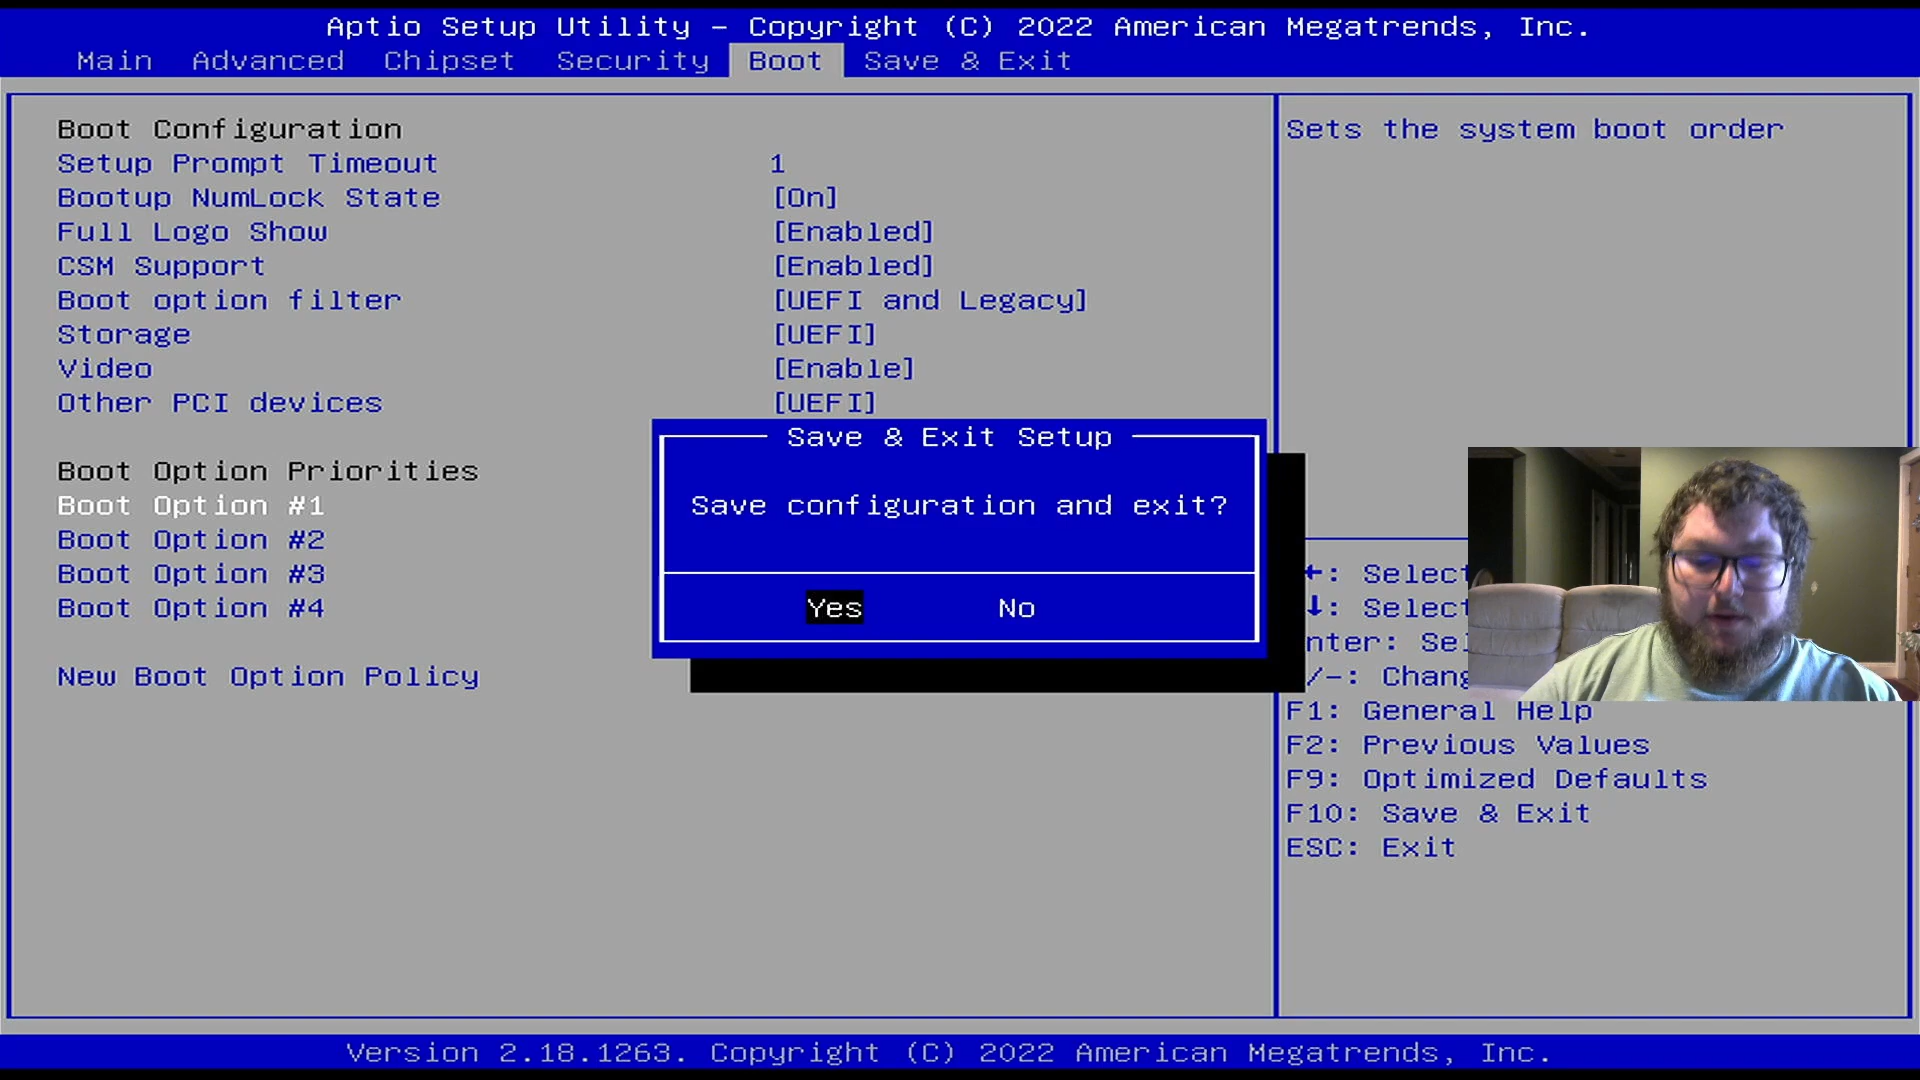 Aptio Setup Utility – Copyright (C) 2022 American Megatrends, Inc.
Main Advanced Chipset Security Boot Save & Exit
Boot Configuration
Setup Prompt Timeout 1
Bootup NumLock State [On]
Full Logo Show [Enabled]
CSM Support [Enabled]
Boot option filter [UEFI and Legacy]
Storage [UEFI]
Video [Enable]
Other PCI devices [UEFI]
Boot Option Priorities
Boot Option #1
Boot Option #2
Boot Option #3
Boot Option #4
New Boot Option Policy
Save & Exit Setup
Save configuration and exit?
Yes No
Sets the system boot order
←: Select
↓: Select
nter: Sel
/–: Chang
F1: General Help
F2: Previous Values
F9: Optimized Defaults
F10: Save & Exit
ESC: Exit
Version 2.18.1263. Copyright (C) 2022 American Megatrends, Inc.